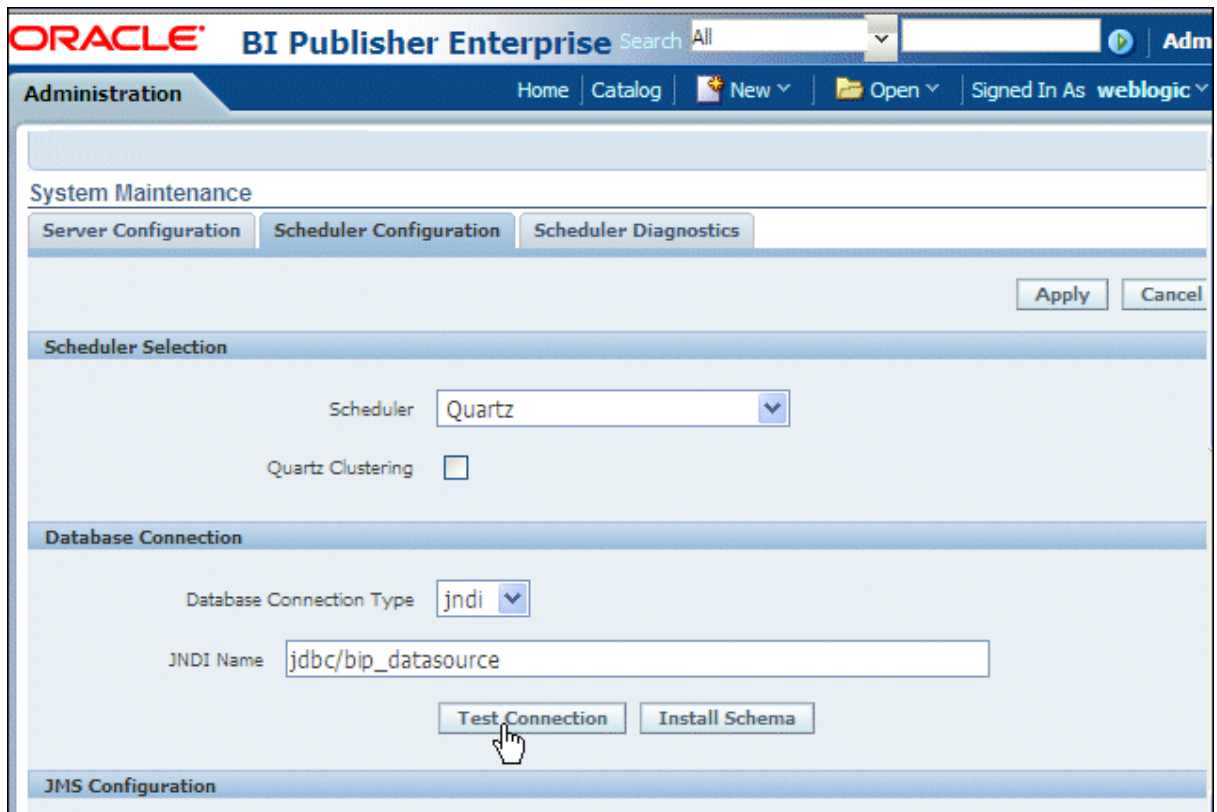 ORACLE BI Publisher Enterprise Search All Adm
Administration Home Catalog New Open Signed In As weblogic
System Maintenance
Server Configuration Scheduler Configuration Scheduler Diagnostics
Apply Cancel
Scheduler Selection
Scheduler Quartz
Quartz Clustering
Database Connection
Database Connection Type jndi
JNDI Name jdbc/bip_datasource
Test Connection Install Schema
JMS Configuration